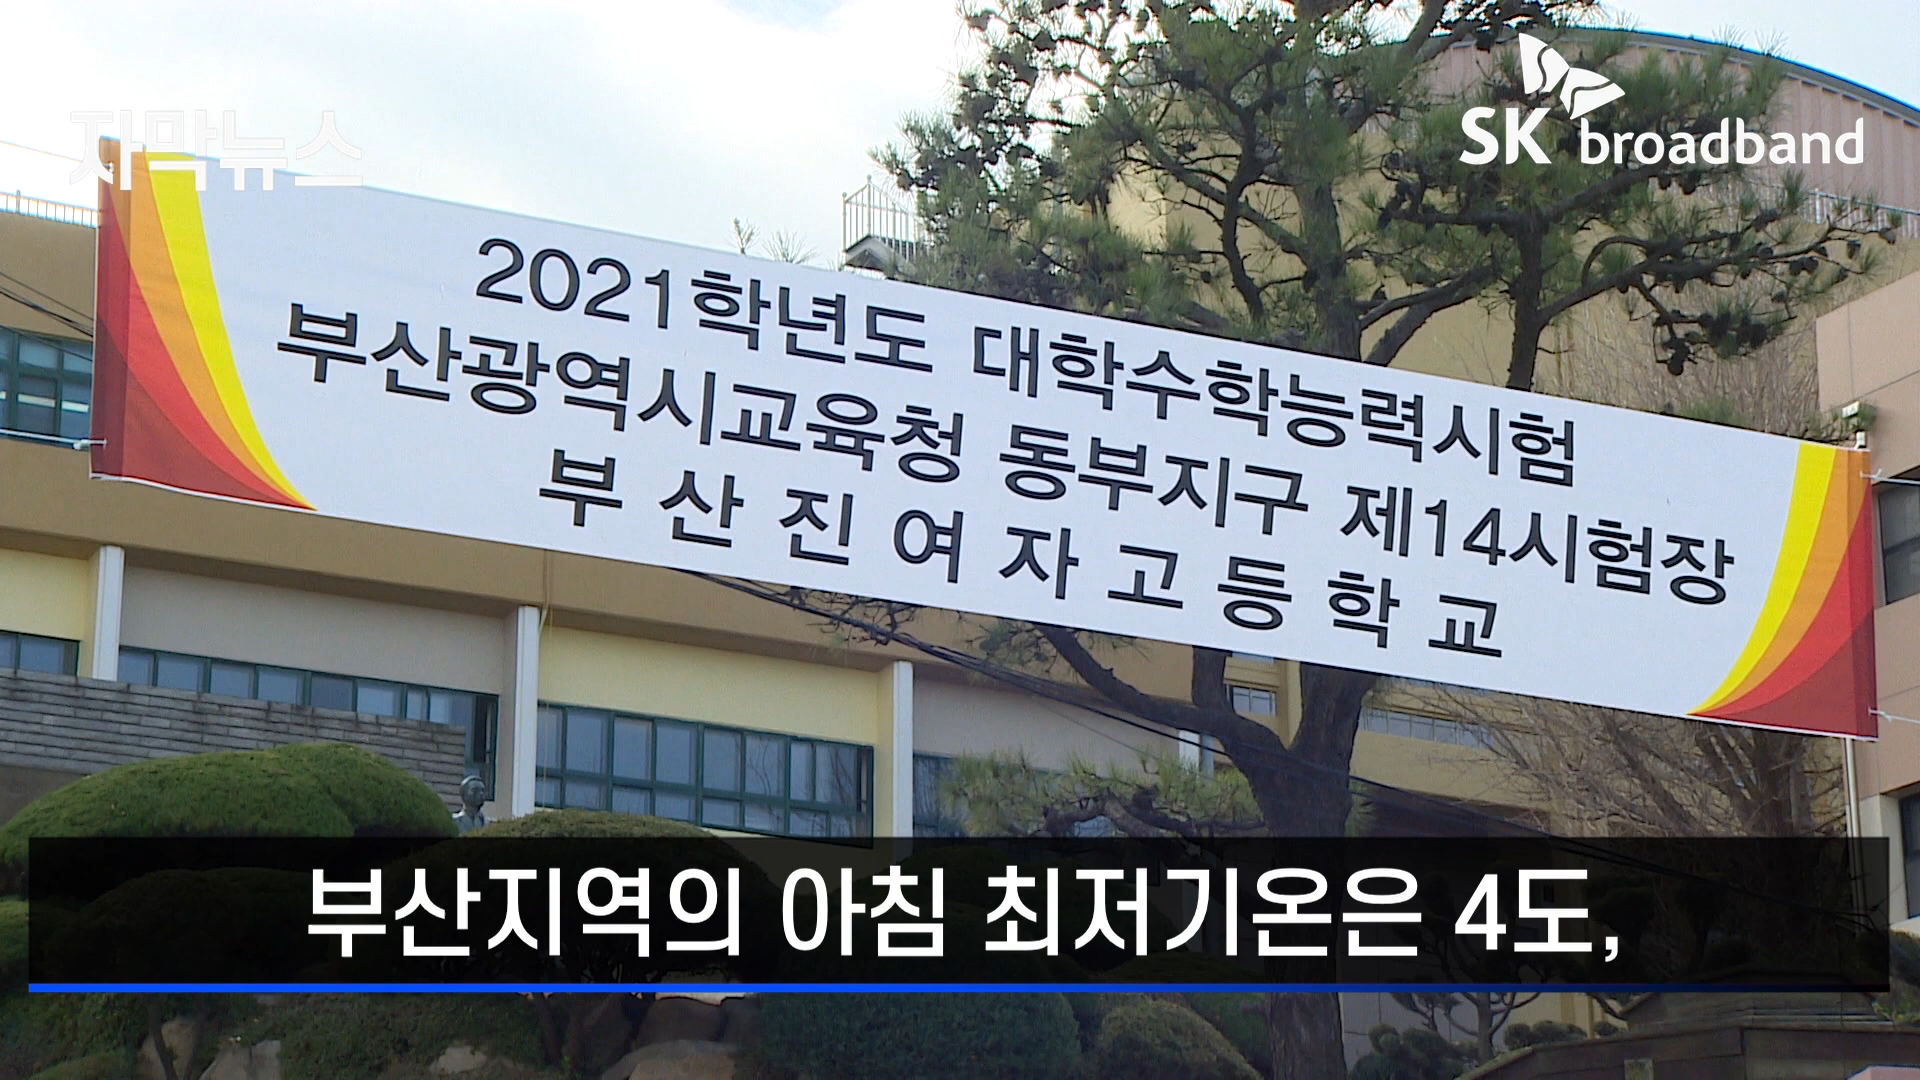 자막뉴스
SK broadband
2021학년도 대학수학능력시험
부산광역시교육청 동부지구 제14시험장
부산진여자고등학교
부산지역의 아침 최저기온은 4도,